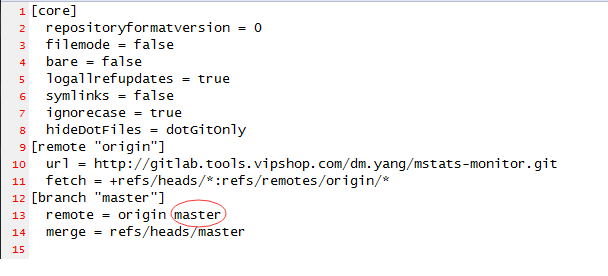 1 [core]
2 repositoryformatversion = 0
3 filemode = false
4 bare = false
5 logallrefupdates = true
6 symlinks = false
7 ignorecase = true
8 hideDotFiles = dotGitOnly
9 [remote "origin"]
10 url = http://gitlab.tools.vipshop.com/dm.yang/mstats-monitor.git
11 fetch = +refs/heads/*:refs/remotes/origin/*
12 [branch "master"]
13 remote = origin master
14 merge = refs/heads/master
15